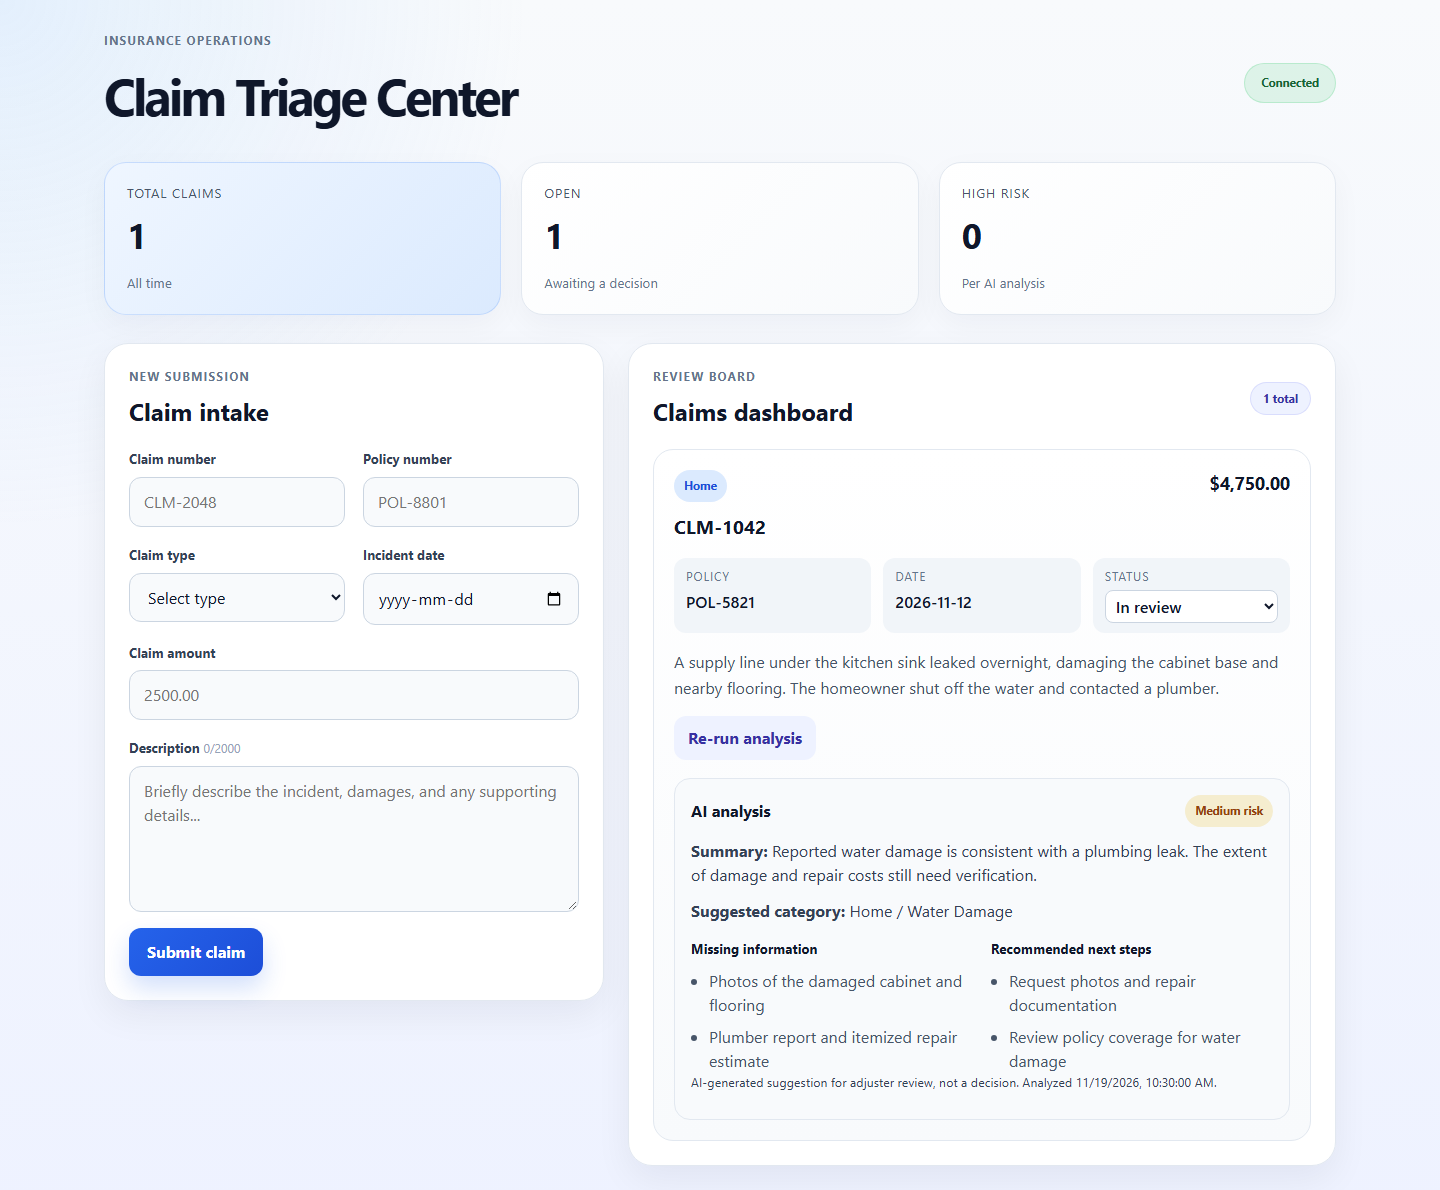 INSURANCE OPERATIONS
Claim Triage Center
Connected
TOTAL CLAIMS
1
All time
OPEN
1
Awaiting a decision
HIGH RISK
0
Per AI analysis
NEW SUBMISSION
Claim intake
Claim number
Policy number
CLM-2048
POL-8801
Claim type
Incident date
Select type
yyyy-mm-dd
Claim amount
2500.00
Description 0/2000
Briefly describe the incident, damages, and any supporting
details...
Submit claim
REVIEW BOARD
Claims dashboard
1 total
Home
$4,750.00
CLM-1042
POLICY
POL-5821
DATE
2026-11-12
STATUS
In review
A supply line under the kitchen sink leaked overnight, damaging the cabinet base and
nearby flooring. The homeowner shut off the water and contacted a plumber.
Re-run analysis
AI analysis
Medium risk
Summary: Reported water damage is consistent with a plumbing leak. The extent
of damage and repair costs still need verification.
Suggested category: Home / Water Damage
Missing information
Photos of the damaged cabinet and
flooring
Plumber report and itemized repair
estimate
Recommended next steps
Request photos and repair
documentation
Review policy coverage for water
damage
AI-generated suggestion for adjuster review, not a decision. Analyzed 11/19/2026, 10:30:00 AM.